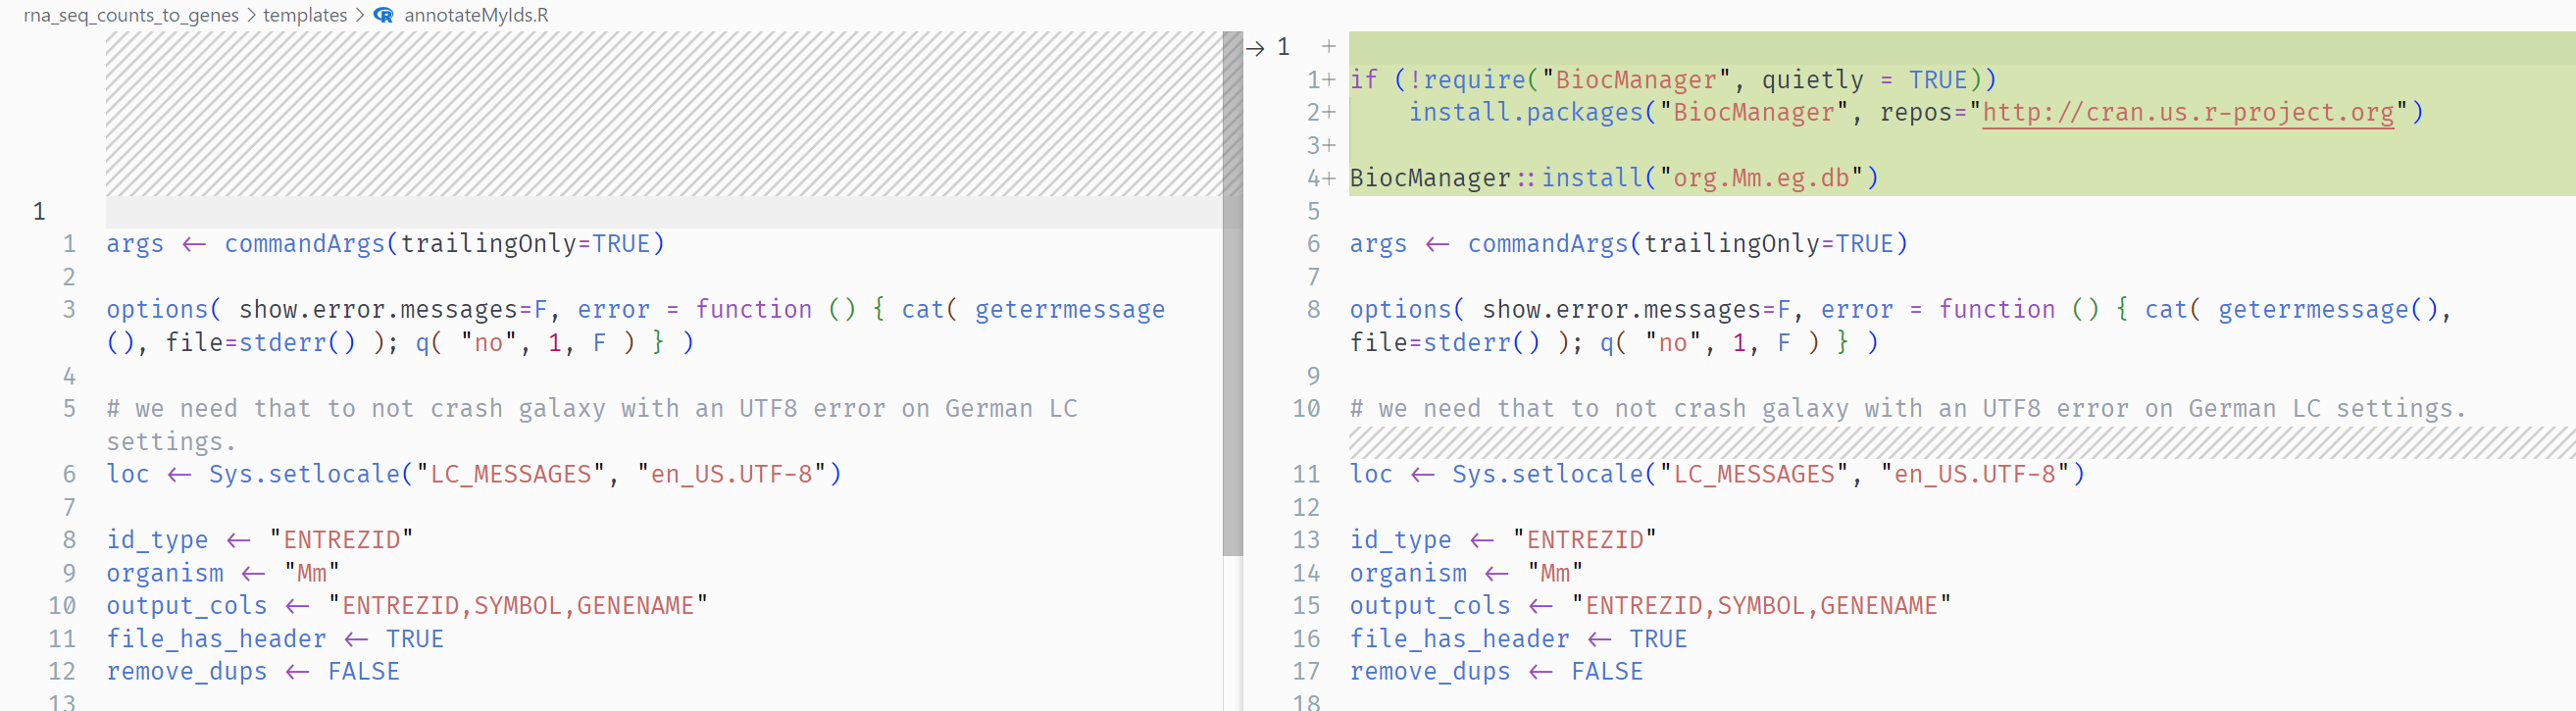 rna_seq_counts_to_genes > templates > annotateMyIds.R
1
1 args <- commandArgs(trailingOnly=TRUE)
2
3 options( show.error.messages=F, error = function () { cat( geterrmessage
(), file=stderr() ); q( "no", 1, F ) } )
4
5 # we need that to not crash galaxy with an UTF8 error on German LC
settings.
6 loc <- Sys.setlocale("LC_MESSAGES", "en_US.UTF-8")
7
8 id_type <- "ENTREZID"
9 organism <- "Mm"
10 output_cols <- "ENTREZID,SYMBOL,GENENAME"
11 file_has_header <- TRUE
12 remove_dups <- FALSE
13
→ 1 +
1+ if (!require("BiocManager", quietly = TRUE))
2+ install.packages("BiocManager", repos="http://cran.us.r-project.org")
3+
4+ BiocManager::install("org.Mm.eg.db")
5
6 args <- commandArgs(trailingOnly=TRUE)
7
8 options( show.error.messages=F, error = function () { cat( geterrmessage(),
file=stderr() ); q( "no", 1, F ) } )
9
10 # we need that to not crash galaxy with an UTF8 error on German LC settings.
11 loc <- Sys.setlocale("LC_MESSAGES", "en_US.UTF-8")
12
13 id_type <- "ENTREZID"
14 organism <- "Mm"
15 output_cols <- "ENTREZID,SYMBOL,GENENAME"
16 file_has_header <- TRUE
17 remove_dups <- FALSE
18